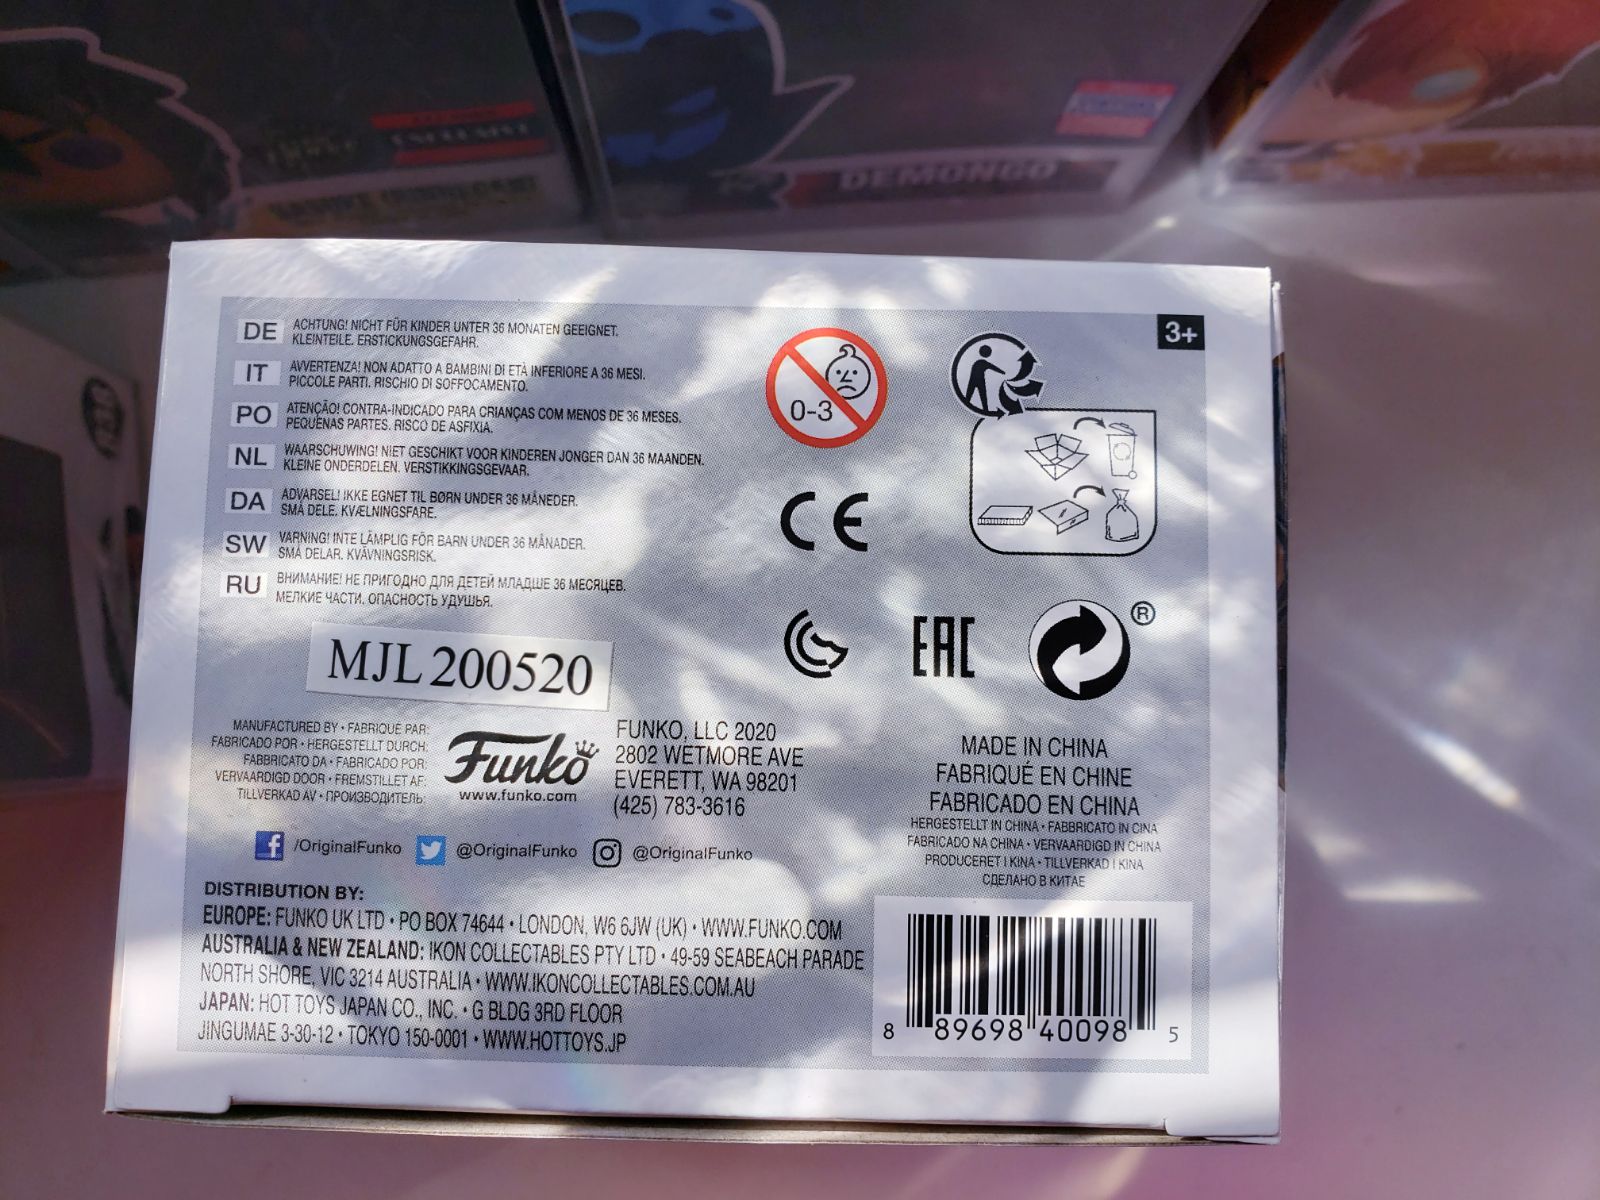 EXCLUSIVE
DEMONGO
3+
DE ACHTUNG! NICHT FÜR KINDER UNTER 36 MONATEN GEEIGNET.
KLEINTEILE. ERSTICKUNGSGEFAHR.
IT AVVERTENZA! NON ADATTO A BAMBINI DI ETÀ INFERIORE A 36 MESI.
PICCOLE PARTI. RISCHIO DI SOFFOCAMENTO.
PO ATENÇÃO! CONTRA-INDICADO PARA CRIANÇAS COM MENOS DE 36 MESES.
PEQUENAS PARTES. RISCO DE ASFIXIA.
NL WAARSCHUWING! NIET GESCHIKT VOOR KINDEREN JONGER DAN 36 MAANDEN.
KLEINE ONDERDELEN. VERSTIKKINGSGEVAAR.
DA ADVARSEL! IKKE EGNET TIL BØRN UNDER 36 MÅNEDER.
SMÅ DELE. KVÆLNINGSFARE.
SW VARNING! INTE LÄMPLIG FÖR BARN UNDER 36 MÅNADER.
SMÅ DELAR. KVÄVNINGSRISK.
RU ВНИМАНИЕ! НЕ ПРИГОДНО ДЛЯ ДЕТЕЙ МЛАДШЕ 36 МЕСЯЦЕВ.
МЕЛКИЕ ЧАСТИ. ОПАСНОСТЬ УДУШЬЯ.
0-3
CE
EAC
®
MJL 200520
MANUFACTURED BY • FABRIQUÉ PAR:
FABRICADO POR • HERGESTELLT DURCH:
FABBRICATO DA • FABRICADO POR:
VERVAARDIGD DOOR • FREMSTILLET AF:
TILLVERKAD AV • ПРОИЗВОДИТЕЛЬ:
Funko
www.funko.com
FUNKO, LLC 2020
2802 WETMORE AVE
EVERETT, WA 98201
(425) 783-3616
MADE IN CHINA
FABRIQUÉ EN CHINE
FABRICADO EN CHINA
HERGESTELLT IN CHINA • FABBRICATO IN CINA
FABRICADO NA CHINA • VERVAARDIGD IN CHINA
PRODUCERET I KINA • TILLVERKAD I KINA
СДЕЛАНО В КИТАЕ
/OriginalFunko @OriginalFunko @OriginalFunko
DISTRIBUTION BY:
EUROPE: FUNKO UK LTD • PO BOX 74644 • LONDON, W6 6JW (UK) • WWW.FUNKO.COM
AUSTRALIA & NEW ZEALAND: IKON COLLECTABLES PTY LTD • 49-59 SEABEACH PARADE
NORTH SHORE, VIC 3214 AUSTRALIA • WWW.IKONCOLLECTABLES.COM.AU
JAPAN: HOT TOYS JAPAN CO., INC. • G BLDG 3RD FLOOR
JINGUMAE 3-30-12 • TOKYO 150-0001 • WWW.HOTTOYS.JP
8 89698 40098 5